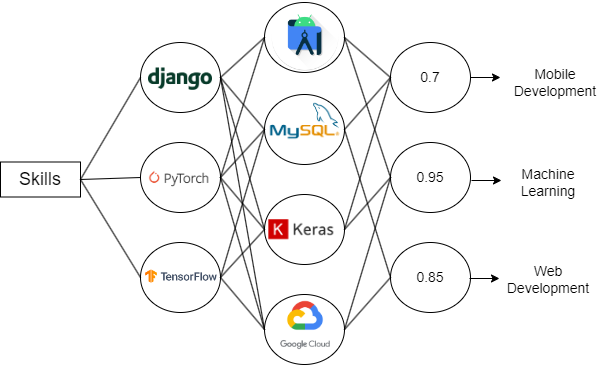 Skills
django
PyTorch
TensorFlow
AI
MySQL
Keras
Google Cloud
0.7
0.95
0.85
Mobile
Development
Machine
Learning
Web
Development